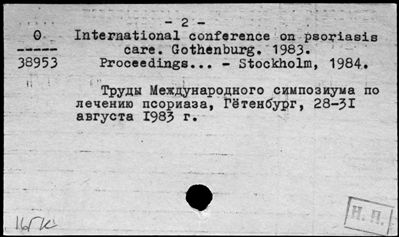 - 2 -
0 International conference on psoriasis
----- care. Gothenburg. 1983.
38953 Proceedings... - Stockholm, 1984.
Труды Международного симпозиума по
лечению псориаза, Гётенбург, 28-31
августа 1983 г.
Н. П.